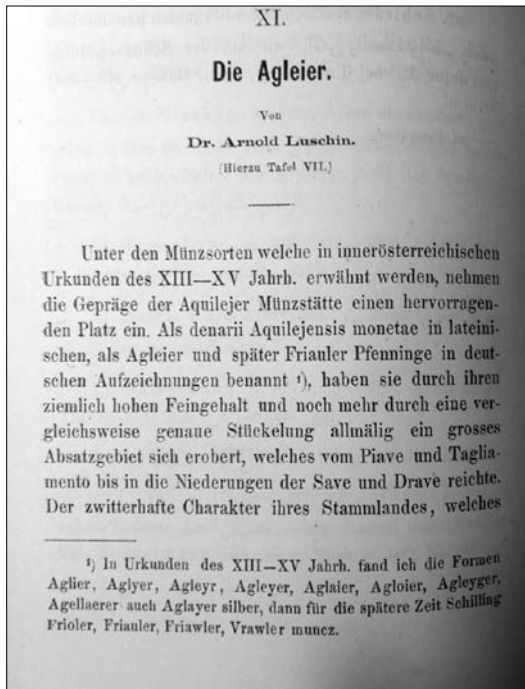 XI.
Die Agleier.
Von
Dr. Arnold Luschin.
(Hierzu Tafel VII.)
Unter den Münzsorten welche in innerösterreichischen
Urkunden des XIII—XV Jahrh. erwähnt werden, nehmen
die Gepräge der Aquilejer Münzstätte einen hervorragen-
den Platz ein. Als denarii Aquilejensis monetae in lateini-
schen, als Agleier und später Friauler Pfenninge in deut-
schen Aufzeichnungen benannt ¹), haben sie durch ihren
ziemlich hohen Feingehalt und noch mehr durch eine ver-
gleichsweise genaue Stückelung allmälig ein grosses
Absatzgebiet sich erobert, welches vom Piave und Taglia-
mento bis in die Niederungen der Save und Drave reichte.
Der zwitterhafte Charakter ihres Stammlandes, welches
¹) In Urkunden des XIII—XV Jahrh. fand ich die Formen
Aglier, Aglyer, Agleyr, Agleyer, Aglaier, Agloier, Agleyger,
Agellaerer auch Aglayer silber, dann für die spätere Zeit Schilling
Frioler, Friauler, Friawler, Vrawler muncz.